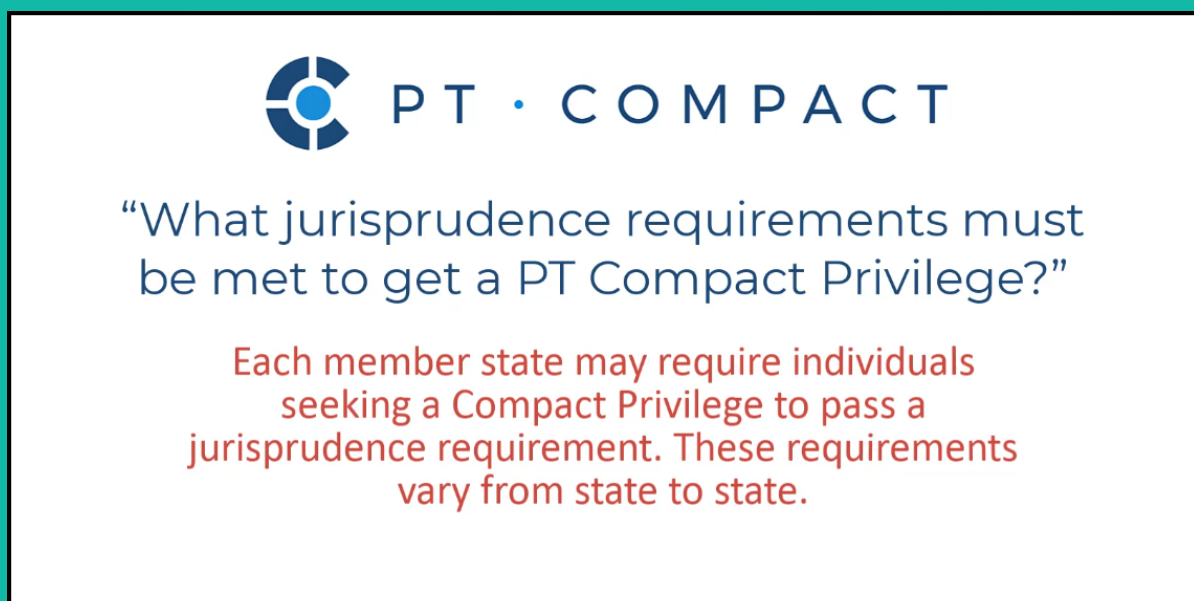 PT · COMPACT
“What jurisprudence requirements must
be met to get a PT Compact Privilege?”
Each member state may require individuals
seeking a Compact Privilege to pass a
jurisprudence requirement. These requirements
vary from state to state.